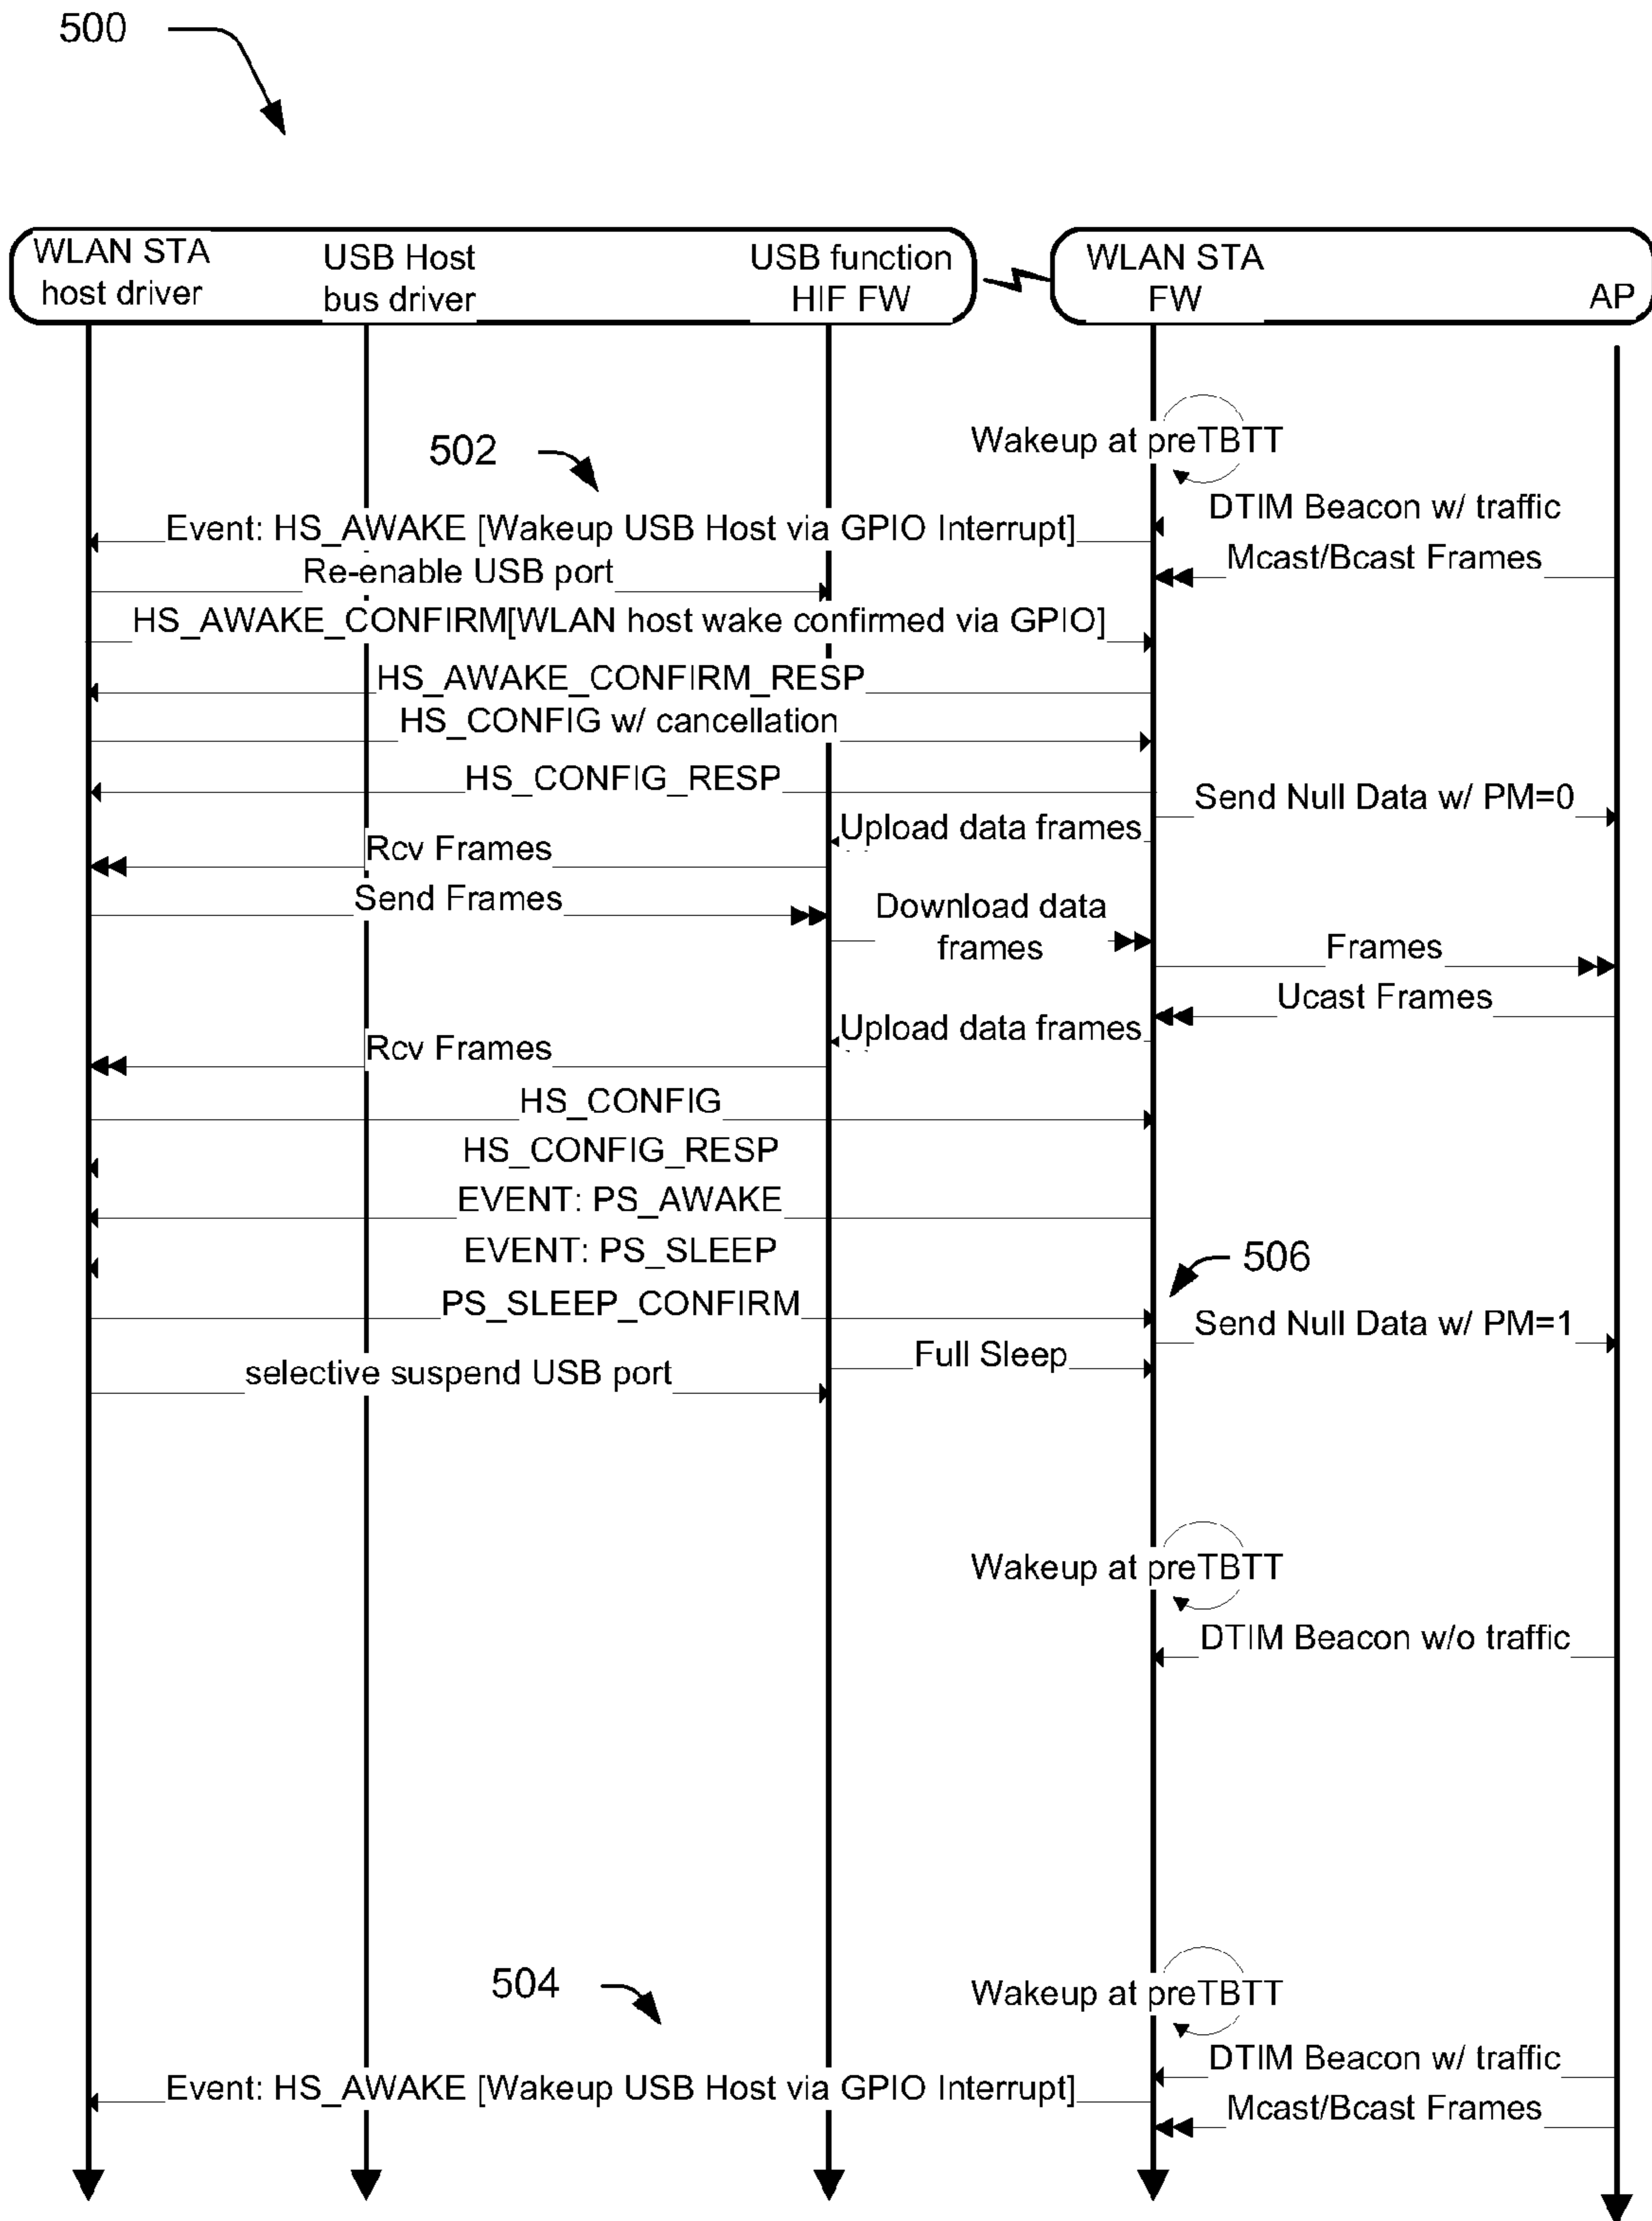 500
WLAN STA
host driver
USB Host
bus driver
USB function
HIF FW
WLAN STA
FW
AP
Wakeup at preTBTT
502
DTIM Beacon w/ traffic
Event: HS_AWAKE [Wakeup USB Host via GPIO Interrupt]
Mcast/Bcast Frames
Re-enable USB port
HS_AWAKE_CONFIRM[WLAN host wake confirmed via GPIO]
HS_AWAKE_CONFIRM_RESP
HS_CONFIG w/ cancellation
HS_CONFIG_RESP
Send Null Data w/ PM=0
Upload data frames
Rcv Frames
Send Frames
Download data
frames
Frames
Ucast Frames
Upload data frames
Rcv Frames
HS_CONFIG
HS_CONFIG_RESP
EVENT: PS_AWAKE
EVENT: PS_SLEEP
506
PS_SLEEP_CONFIRM
Send Null Data w/ PM=1
Full Sleep
selective suspend USB port
Wakeup at preTBTT
DTIM Beacon w/o traffic
504
Wakeup at preTBTT
DTIM Beacon w/ traffic
Event: HS_AWAKE [Wakeup USB Host via GPIO Interrupt]
Mcast/Bcast Frames